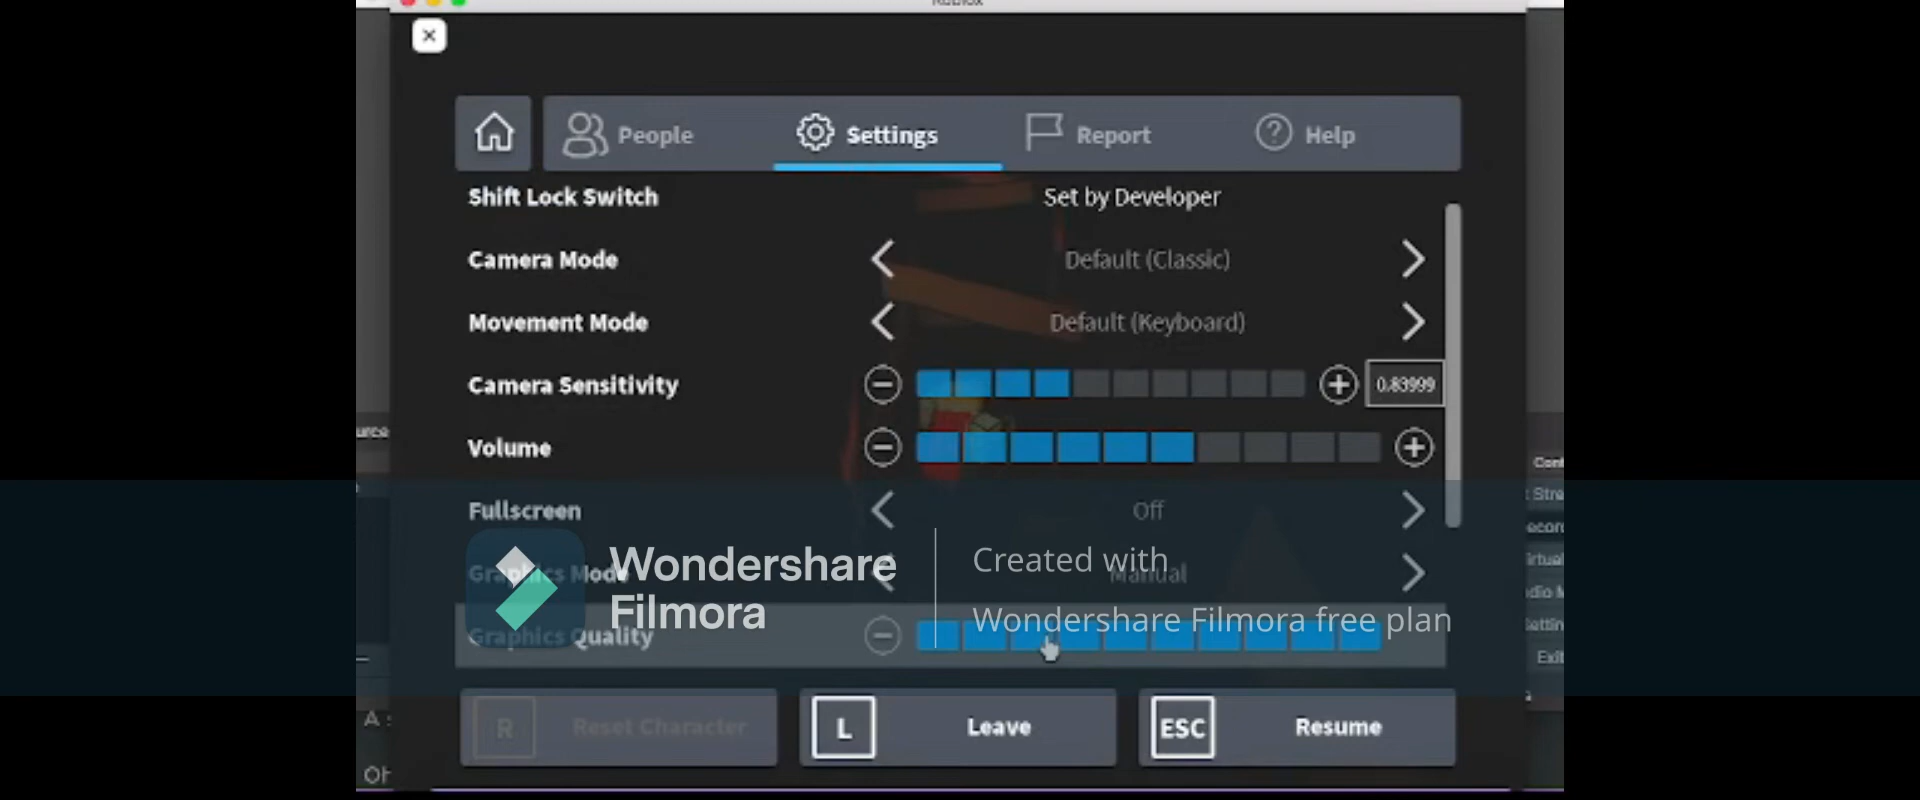 Roblox
People
Settings
Report
Help
Shift Lock Switch
Set by Developer
Camera Mode
Default (Classic)
Movement Mode
Default (Keyboard)
Camera Sensitivity
0.83999
Volume
Fullscreen
Off
Graphics Mode
Manual
Graphics Quality
Wondershare
Filmora
Created with
Wondershare Filmora free plan
R
Reset Character
L
Leave
ESC
Resume